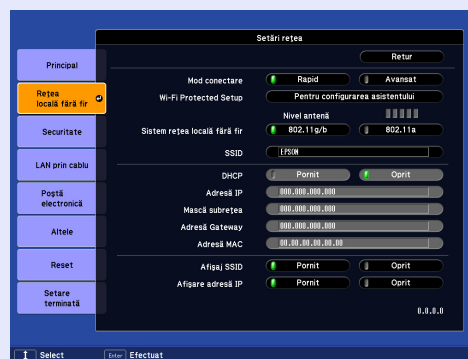 Setări rețea
Retur
Principal
Mod conectare Rapid Avansat
Rețea
locală fără fir
Wi-Fi Protected Setup Pentru configurarea asistentului
Nivel antenă
Securitate
Sistem rețea locală fără fir 802.11g/b 802.11a
SSID EPSON
LAN prin cablu
DHCP Pornit Oprit
Poștă
electronică
Adresă IP 000.000.000.000
Mască subrețea 000.000.000.000
Altele
Adresă Gateway 000.000.000.000
Adresă MAC 00.00.00.00.00.00
Reset
Afișaj SSID Pornit Oprit
Afișare adresă IP Pornit Oprit
Setare
terminată
0.0.0.0
Select Enter Efectuat